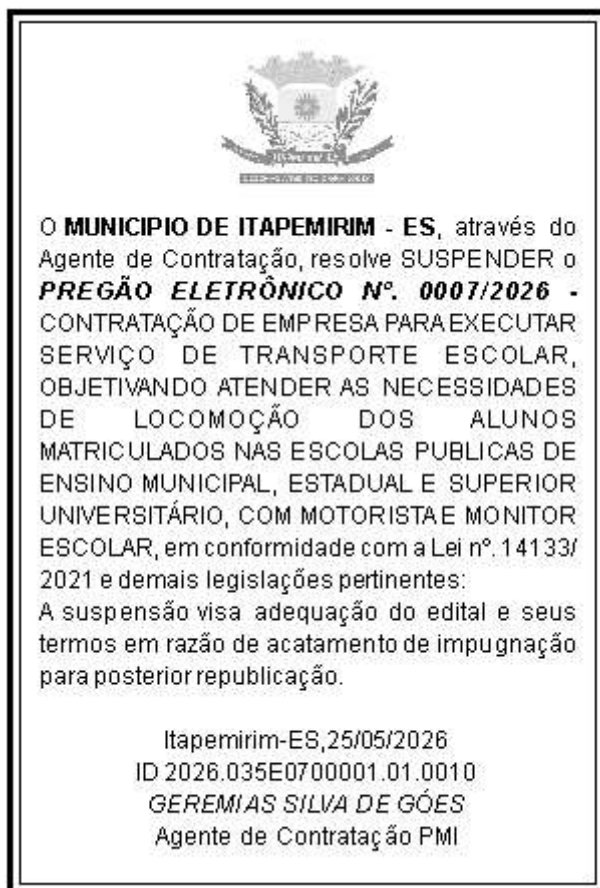 O MUNICIPIO DE ITAPEMIRIM - ES, através do
Agente de Contratação, resolve SUSPENDER o
PREGÃO ELETRÔNICO Nº. 0007/2026 -
CONTRATAÇÃO DE EMPRESA PARA EXECUTAR
SERVIÇO DE TRANSPORTE ESCOLAR,
OBJETIVANDO ATENDER AS NECESSIDADES
DE LOCOMOÇÃO DOS ALUNOS
MATRICULADOS NAS ESCOLAS PUBLICAS DE
ENSINO MUNICIPAL, ESTADUAL E SUPERIOR
UNIVERSITÁRIO, COM MOTORISTA E MONITOR
ESCOLAR, em conformidade com a Lei nº. 14133/
2021 e demais legislações pertinentes:
A suspensão visa adequação do edital e seus
termos em razão de acatamento de impugnação
para posterior republicação.
Itapemirim-ES,25/05/2026
ID 2026.035E0700001.01.0010
GEREMIAS SILVA DE GÓES
Agente de Contratação PMI